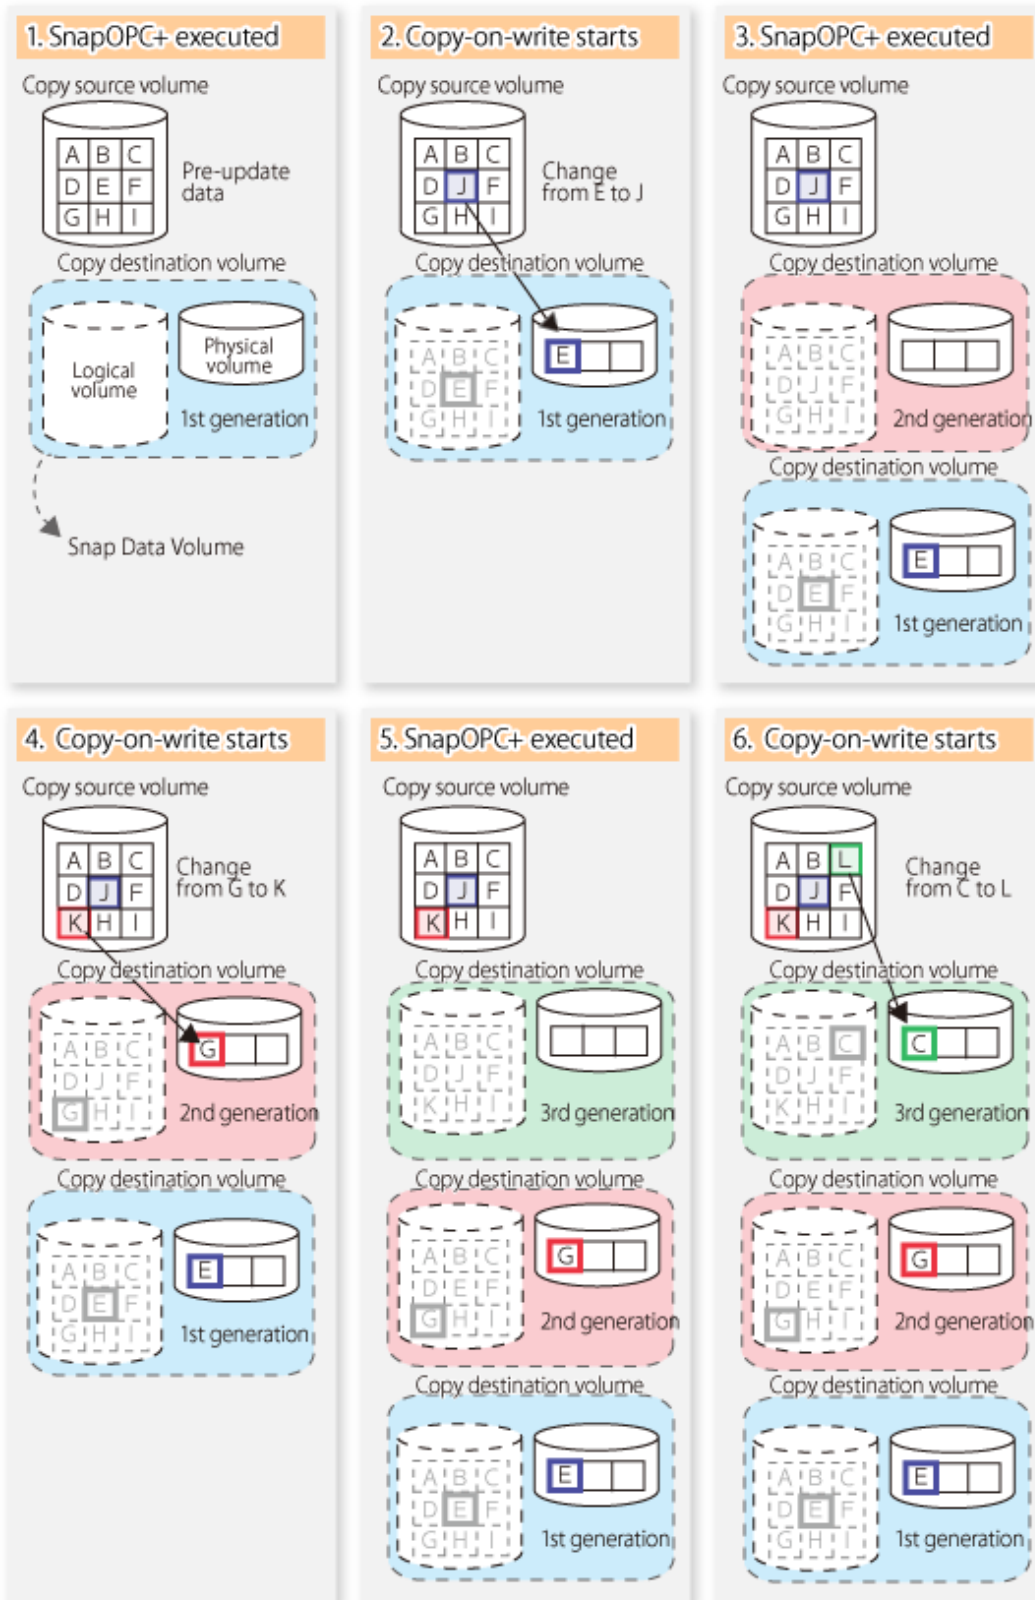 1. SnapOPC+ executed
Copy source volume
A B C
D E F
G H I
Pre-update
data
Copy destination volume
Logical
volume
Physical
volume
1st generation
Snap Data Volume
2. Copy-on-write starts
Copy source volume
A B C
D J F
G H I
Change
from E to J
Copy destination volume
A B C
D E F
G H I
E
1st generation
3. SnapOPC+ executed
Copy source volume
A B C
D J F
G H I
Copy destination volume
A B C
D J F
G H I
2nd generation
Copy destination volume
A B C
D E F
G H I
E
1st generation
4. Copy-on-write starts
Copy source volume
A B C
D J F
K H I
Change
from G to K
Copy destination volume
A B C
D J F
G H I
G
2nd generation
Copy destination volume
A B C
D E F
G H I
E
1st generation
5. SnapOPC+ executed
Copy source volume
A B C
D J F
K H I
Copy destination volume
A B C
D J F
K H I
3rd generation
Copy destination volume
A B C
D E F
G H I
G
2nd generation
Copy destination volume
A B C
D E F
G H I
E
1st generation
6. Copy-on-write starts
Copy source volume
A B L
D J F
K H I
Change
from C to L
Copy destination volume
A B C
D J F
K H I
C
3rd generation
Copy destination volume
A B C
D E F
G H I
G
2nd generation
Copy destination volume
A B C
D E F
G H I
E
1st generation